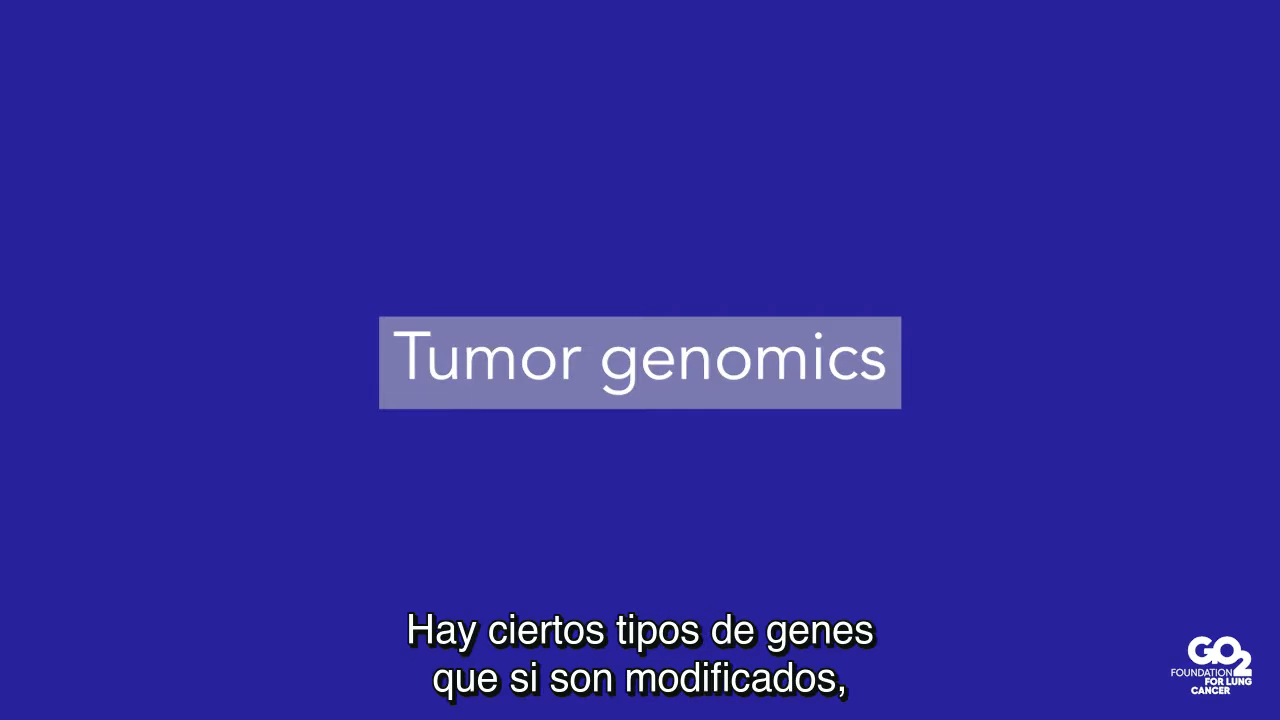 Tumor genomics
Hay ciertos tipos de genes
que si son modificados,
GO2
FOUNDATION
FOR LUNG
CANCER